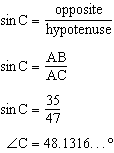 sin C = opposite / hypotenuse
sin C = AB / AC
sin C = 35 / 47
∠C = 48.1316...°